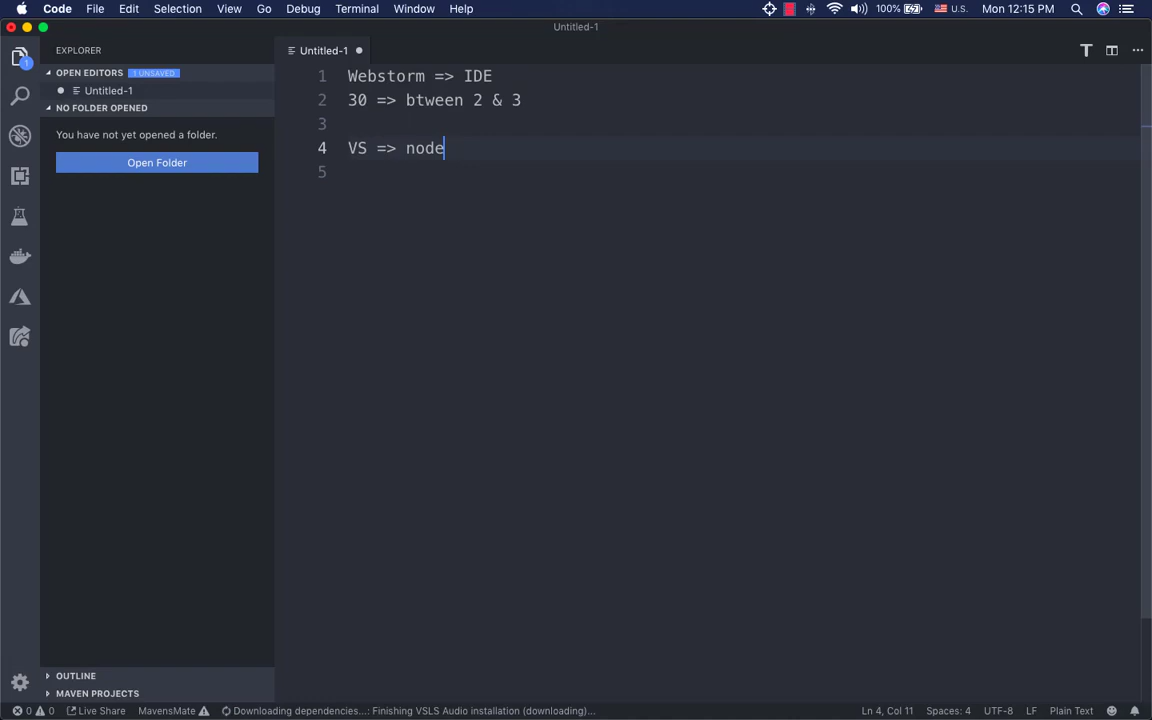 Code File Edit Selection View Go Debug Terminal Window Help 100% U.S. Mon 12:15 PM
Untitled-1
EXPLORER
Untitled-1
OPEN EDITORS 1 UNSAVED
Untitled-1
NO FOLDER OPENED
You have not yet opened a folder.
Open Folder
1 Webstorm => IDE
2 30 => btween 2 & 3
3
4 VS => node
5
1
OUTLINE
MAVEN PROJECTS
0 0 Live Share MavensMate Downloading dependencies...: Finishing VSLS Audio installation (downloading)... Ln 4, Col 11 Spaces: 4 UTF-8 LF Plain Text